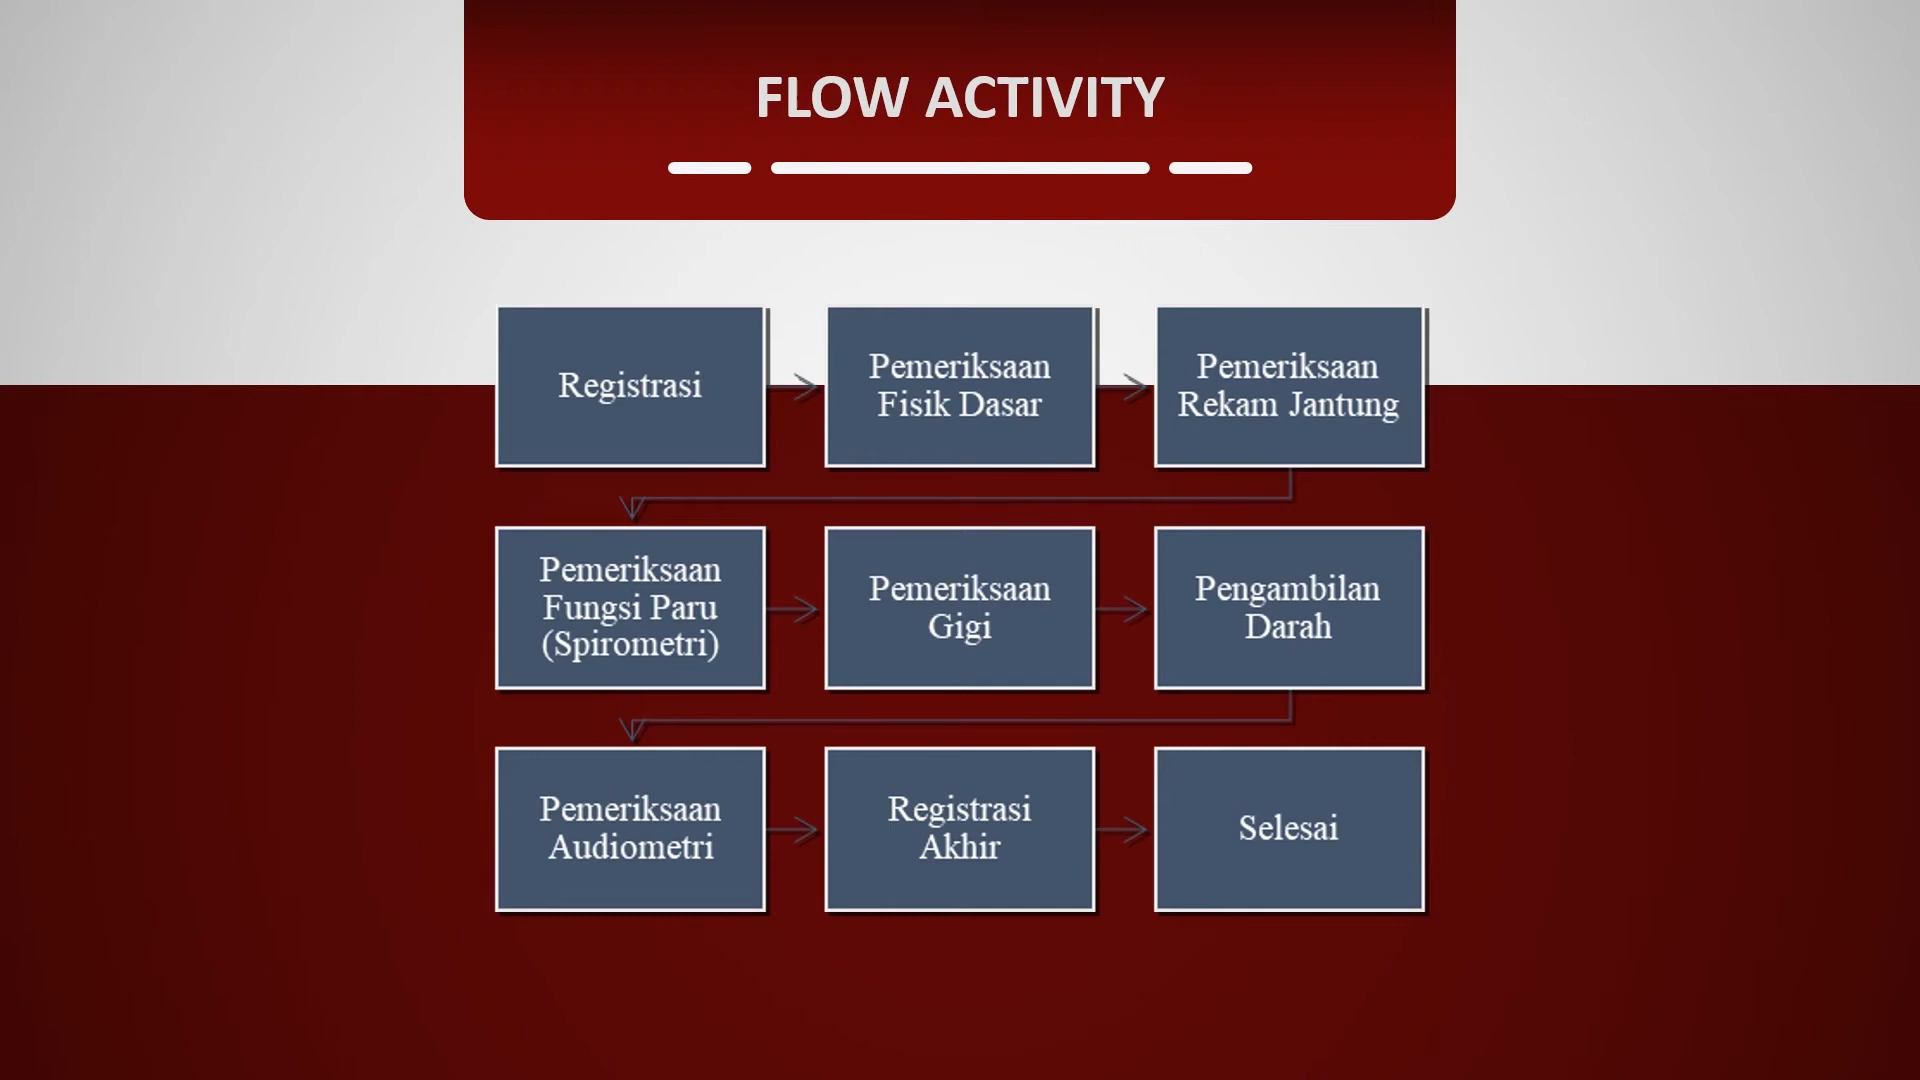 FLOW ACTIVITY
Registrasi
Pemeriksaan
Fisik Dasar
Pemeriksaan
Rekam Jantung
Pemeriksaan
Fungsi Paru
(Spirometri)
Pemeriksaan
Gigi
Pengambilan
Darah
Pemeriksaan
Audiometri
Registrasi
Akhir
Selesai